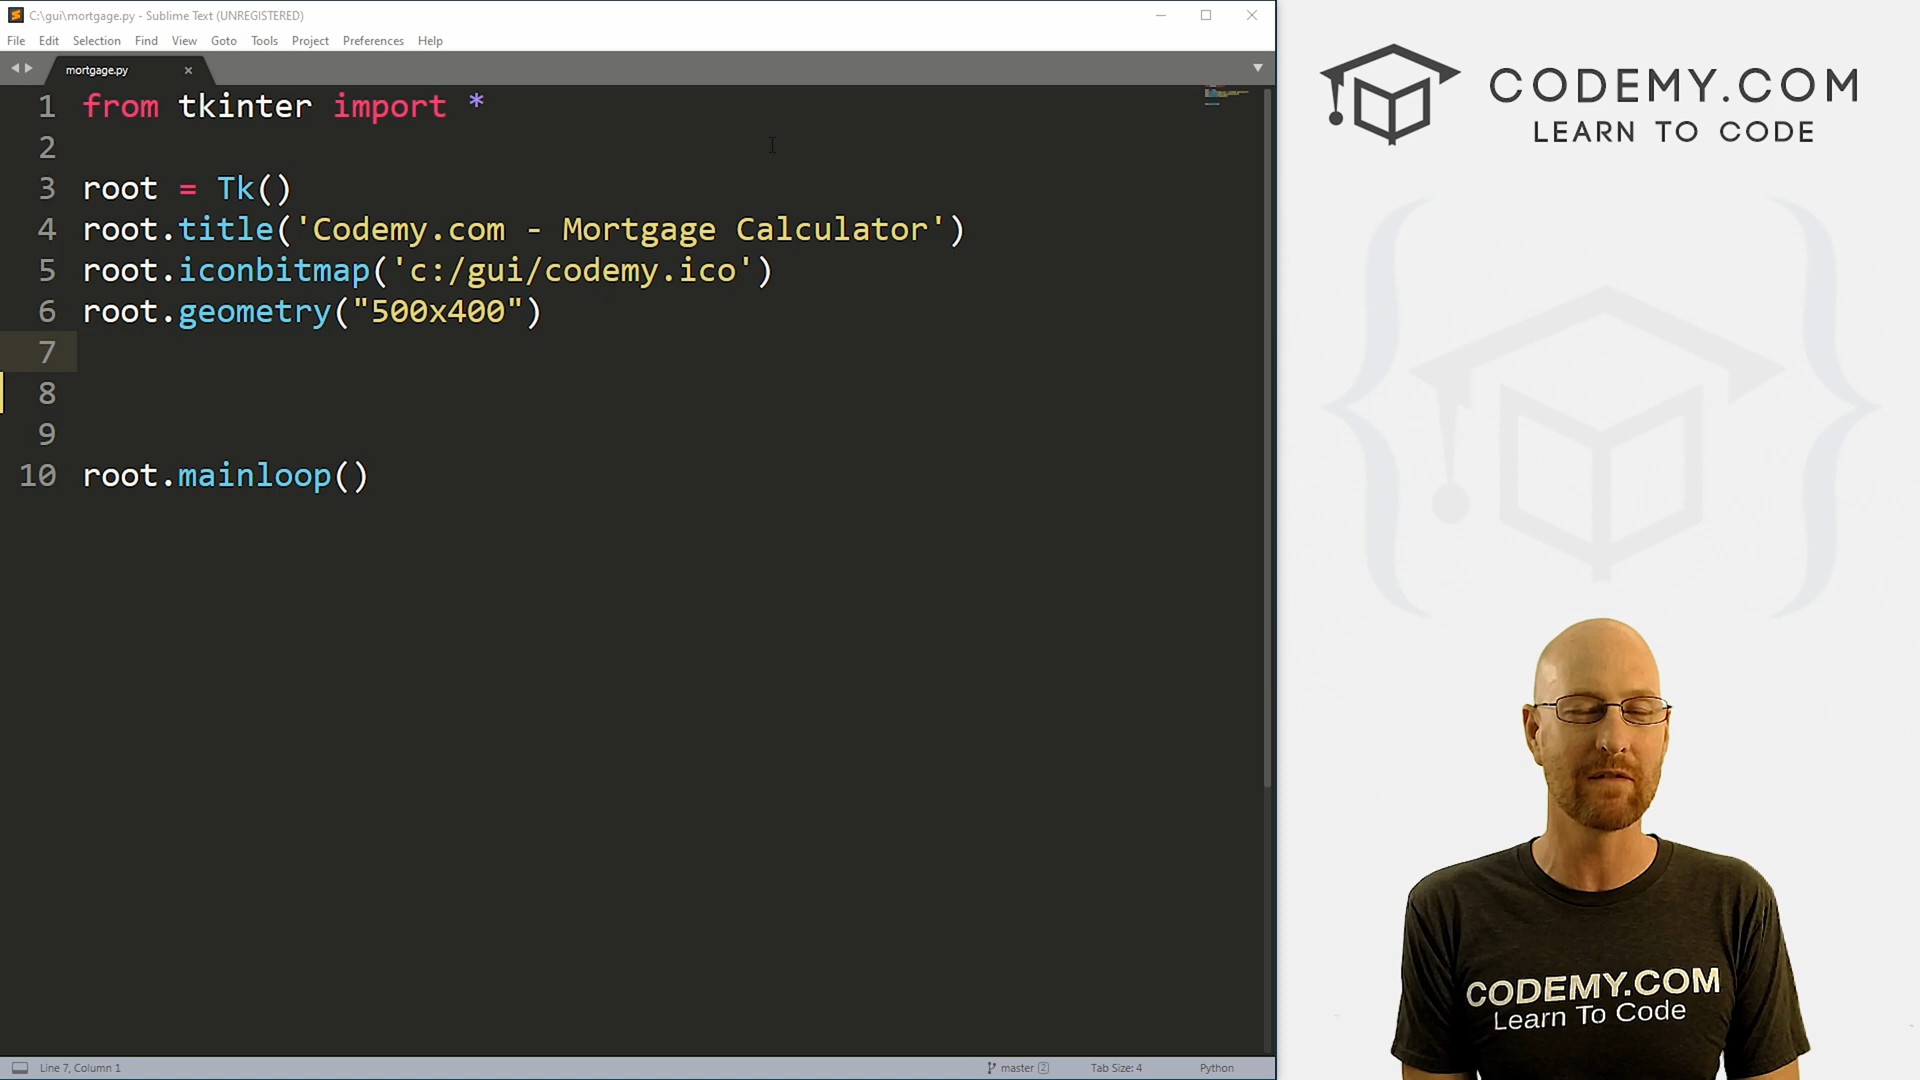 C:\gui\mortgage.py - Sublime Text (UNREGISTERED)
File Edit Selection Find View Goto Tools Project Preferences Help
mortgage.py
1 from tkinter import *
2
3 root = Tk()
4 root.title('Codemy.com - Mortgage Calculator')
5 root.iconbitmap('c:/gui/codemy.ico')
6 root.geometry("500x400")
7
8
9
10 root.mainloop()
Line 7, Column 1
master 2
Tab Size: 4
Python
CODEMY.COM
LEARN TO CODE
CODEMY.COM
Learn To Code